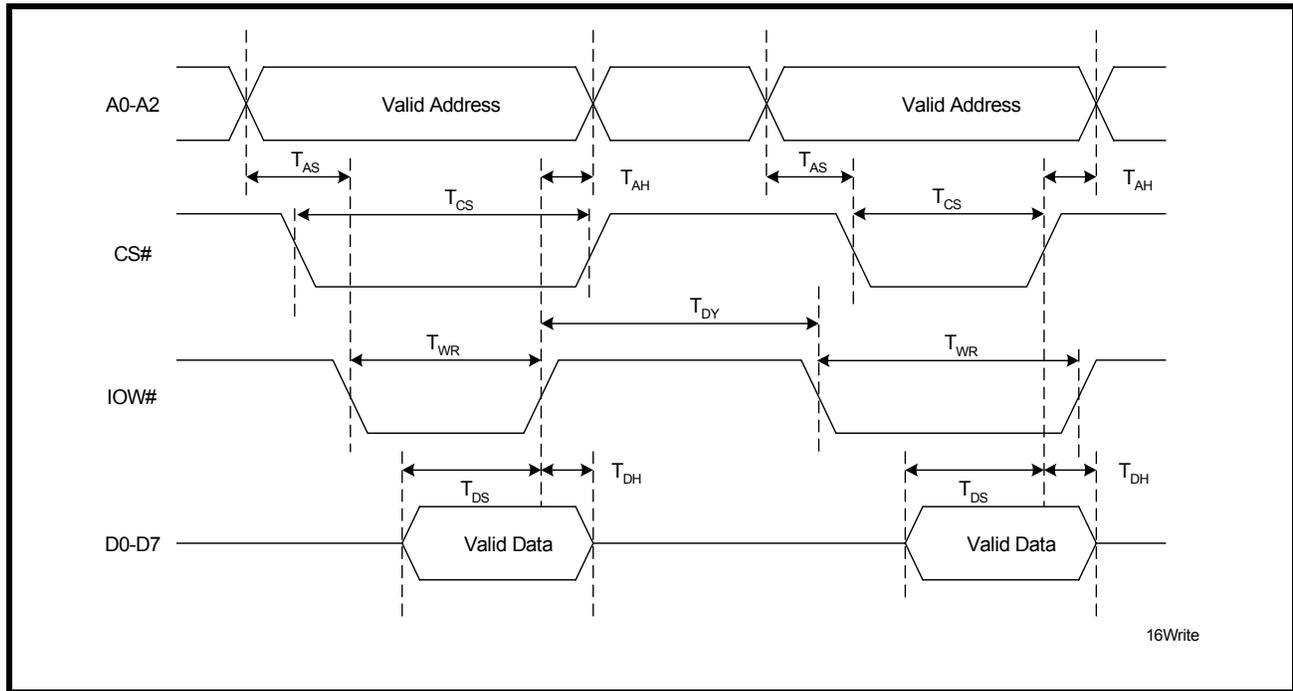 A0-A2
Valid Address
Valid Address
TAS
TAH
TAS
TAH
TCS
TCS
CS#
TDY
TWR
TWR
IOW#
TDS
TDH
TDS
TDH
D0-D7
Valid Data
Valid Data
16Write